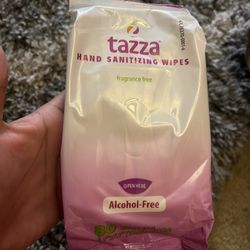 tazza
HAND SANITIZING WIPES
fragrance free
OPEN HERE
Alcohol-Free